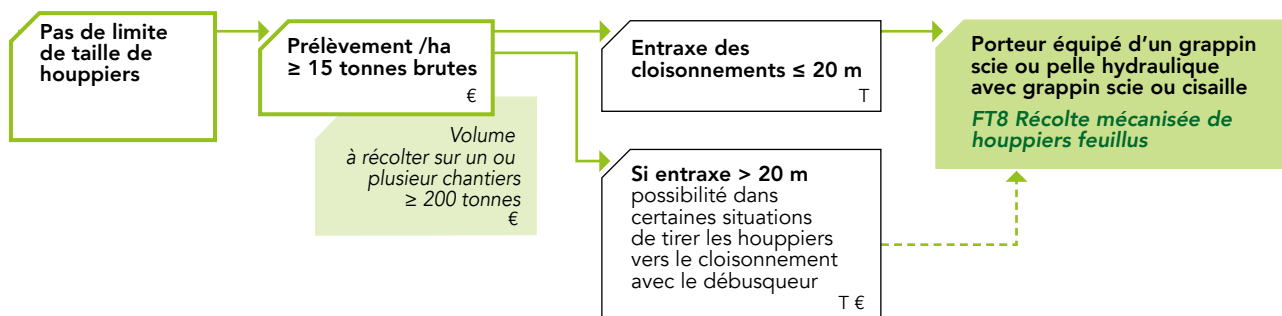 Pas de limite
de taille de
houppiers
Prélèvement /ha
≥ 15 tonnes brutes
€
Volume
à récolter sur un ou
plusieur chantiers
≥ 200 tonnes
€
Entraxe des
cloisonnements ≤ 20 m
T
Si entraxe > 20 m
possibilité dans
certaines situations
de tirer les houppiers
vers le cloisonnement
avec le débusqueur
T €
Porteur équipé d’un grappin
scie ou pelle hydraulique
avec grappin scie ou cisaille
FT8 Récolte mécanisée de
houppiers feuillus